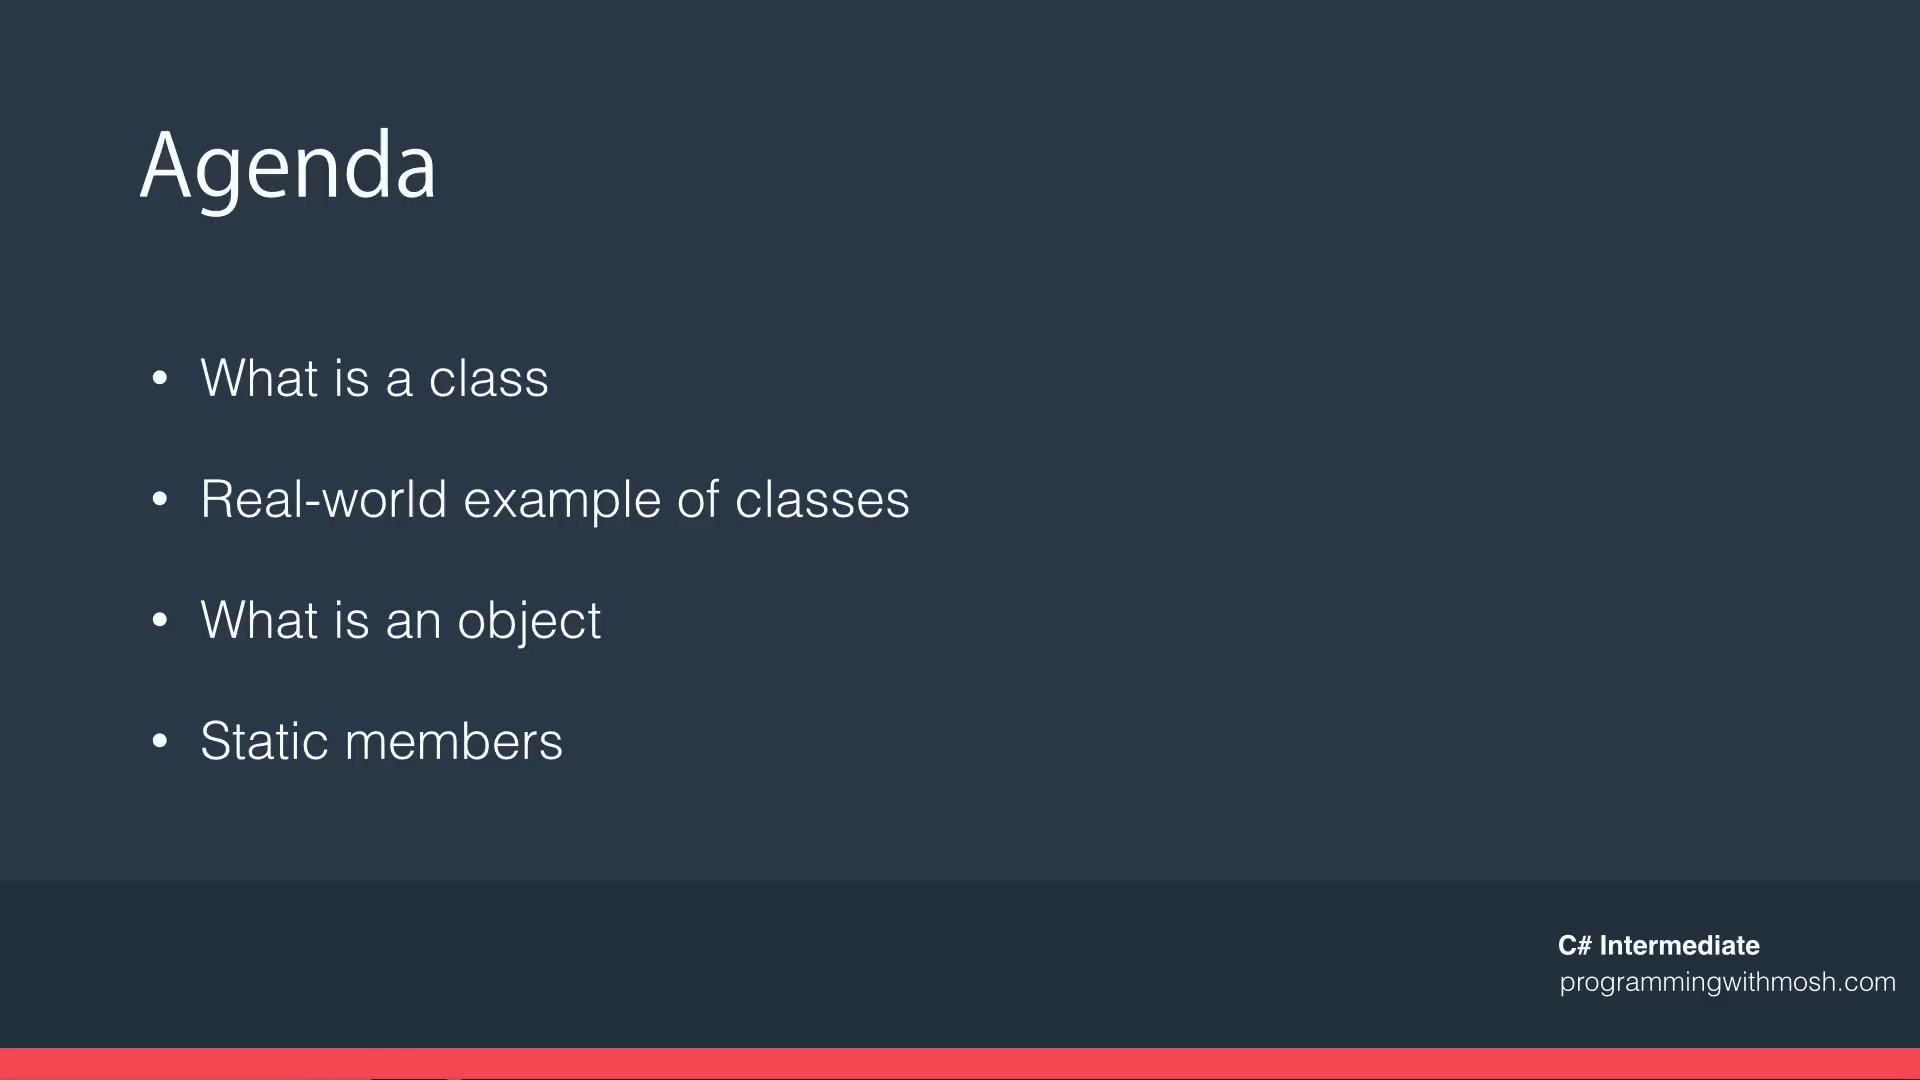 Agenda
• What is a class
• Real-world example of classes
• What is an object
• Static members
C# Intermediate
programmingwithmosh.com